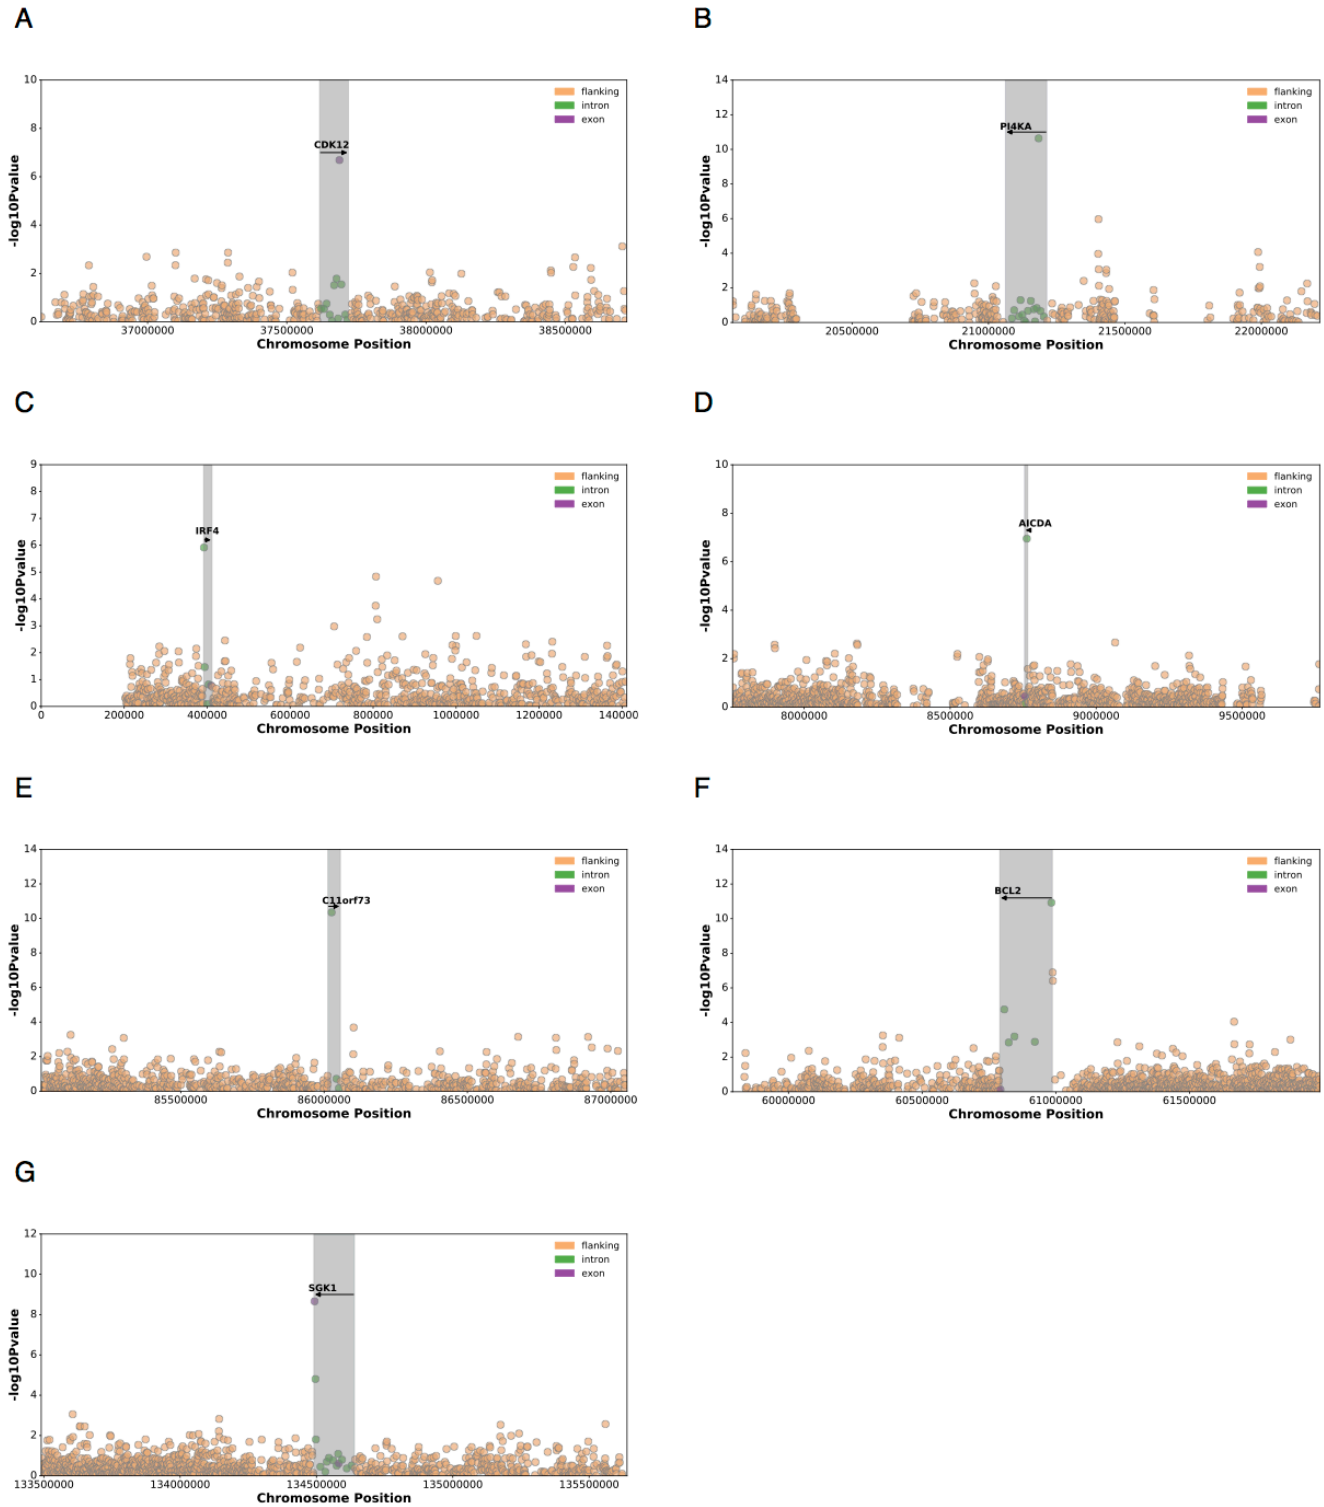 A
B
10
8
6
4
2
0
-log10Pvalue
CDK12
flanking
intron
exon
37000000
37500000
38000000
38500000
Chromosome Position
14
12
10
8
6
4
2
0
-log10Pvalue
PI4KA
flanking
intron
exon
20500000
21000000
21500000
22000000
Chromosome Position
C
D
9
8
7
6
5
4
3
2
1
0
-log10Pvalue
IRF4
flanking
intron
exon
0
200000
400000
600000
800000
1000000
1200000
140000
Chromosome Position
10
8
6
4
2
0
-log10Pvalue
AICDA
flanking
intron
exon
8000000
8500000
9000000
9500000
Chromosome Position
E
F
14
12
10
8
6
4
2
0
-log10Pvalue
C11orf73
flanking
intron
exon
85500000
86000000
86500000
87000000
Chromosome Position
14
12
10
8
6
4
2
0
-log10Pvalue
BCL2
flanking
intron
exon
60000000
60500000
61000000
61500000
Chromosome Position
G
12
10
8
6
4
2
0
-log10Pvalue
SGK1
flanking
intron
exon
133500000
134000000
134500000
135000000
135500000
Chromosome Position